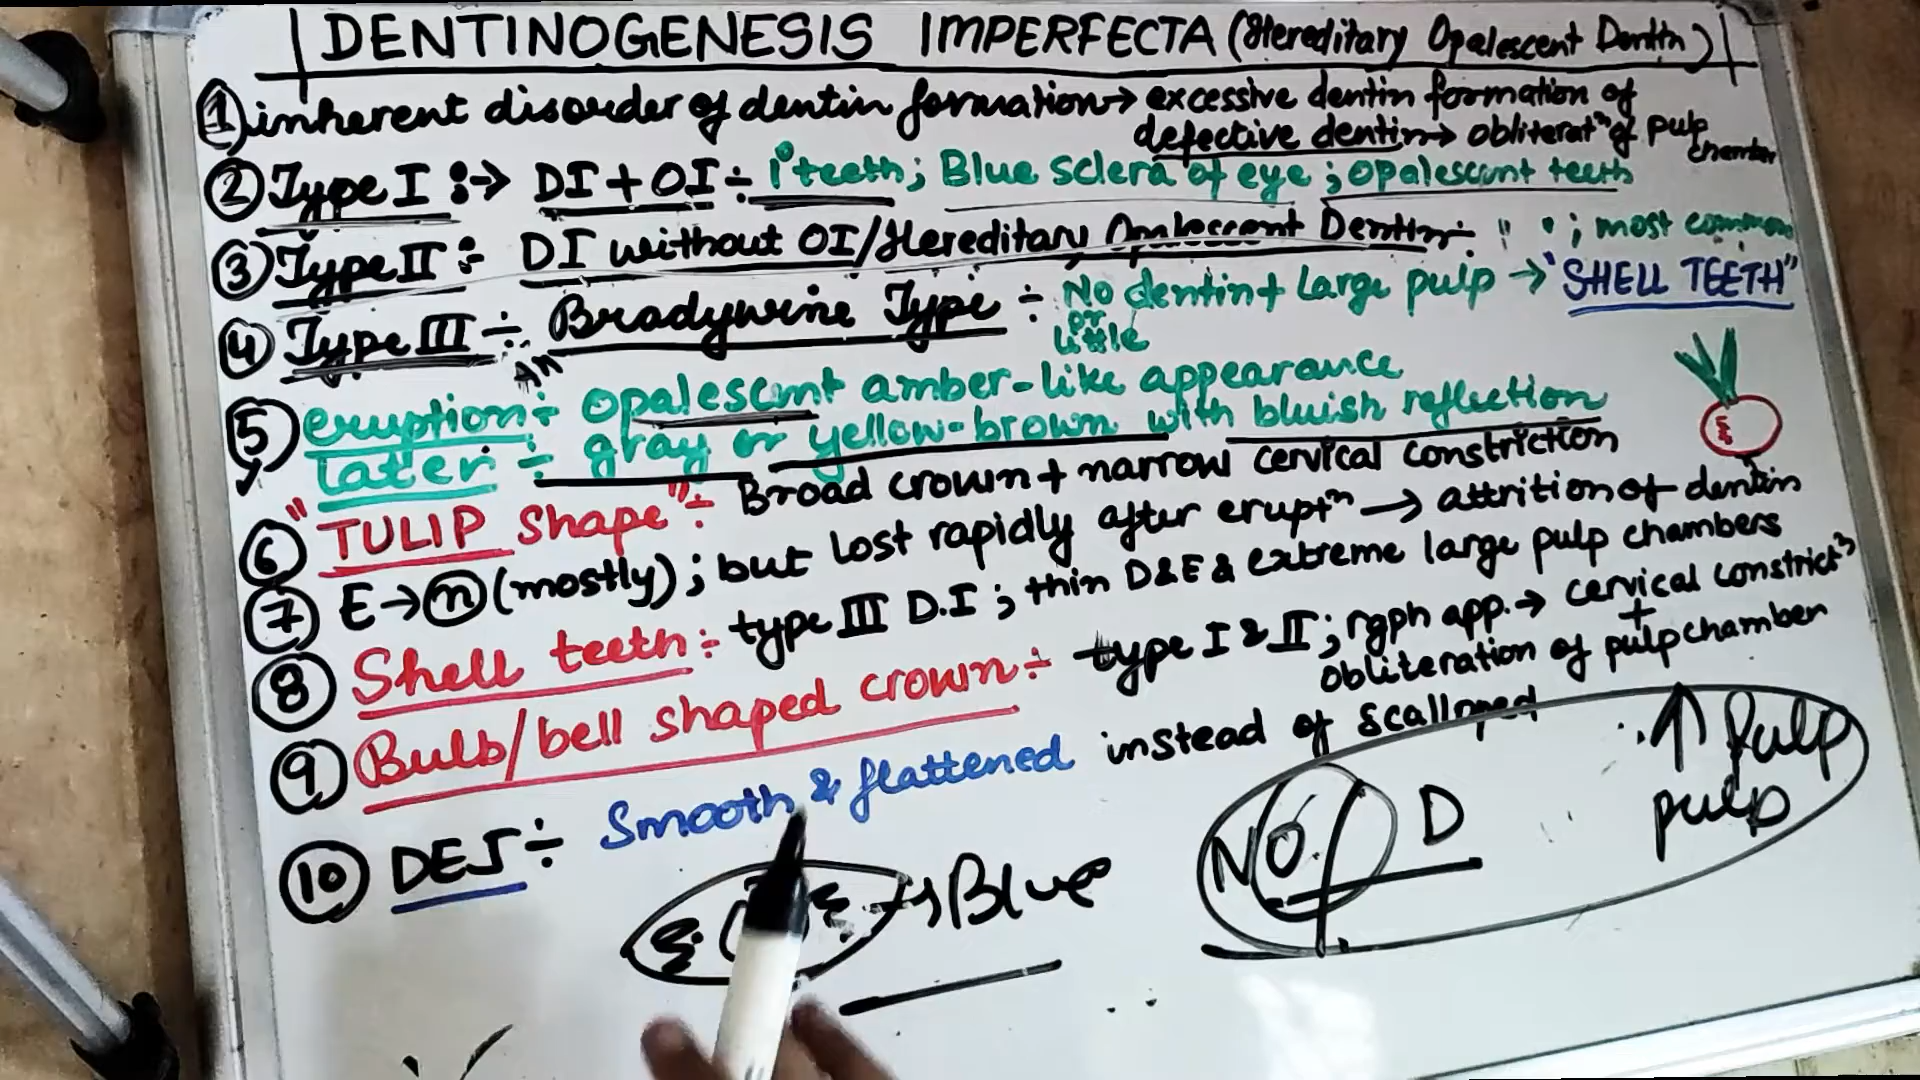 DENTINOGENESIS IMPERFECTA (Hereditary Opalescent Dentin)
① inherent disorder of dentin formation → excessive dentin formation of
defective dentin → obliteratⁿ of pulp
chamber
② Type I :→ DI + OI ÷ 1° teeth; Blue sclera of eye; opalescent teeth
③ Type II ÷ DI without OI/Hereditary Opalescent Dentin - " "; most common
④ Type III ÷ Bradywine Type ÷ No dentin + Large pulp → "SHELL TEETH"
or
little
⑤ eruption ÷ opalescent amber-like appearance
later ÷ gray or yellow-brown with bluish reflection
⑥ "TULIP Shape" ÷ Broad crown + narrow cervical constriction
⑦ E → ⓝ (mostly); but lost rapidly after eruptⁿ → attrition of dentin
⑧ Shell teeth ÷ type III D.I; thin D&E & extreme large pulp chambers
⑨ Bulb/bell shaped crown ÷ type I & II; rgph app. → cervical constrictⁿ
+
obliteration of pulp chamber
⑩ DEJ ÷ Smooth & flattened instead of scalloped
→ Blue
NO D
↑ Pulp
pulp